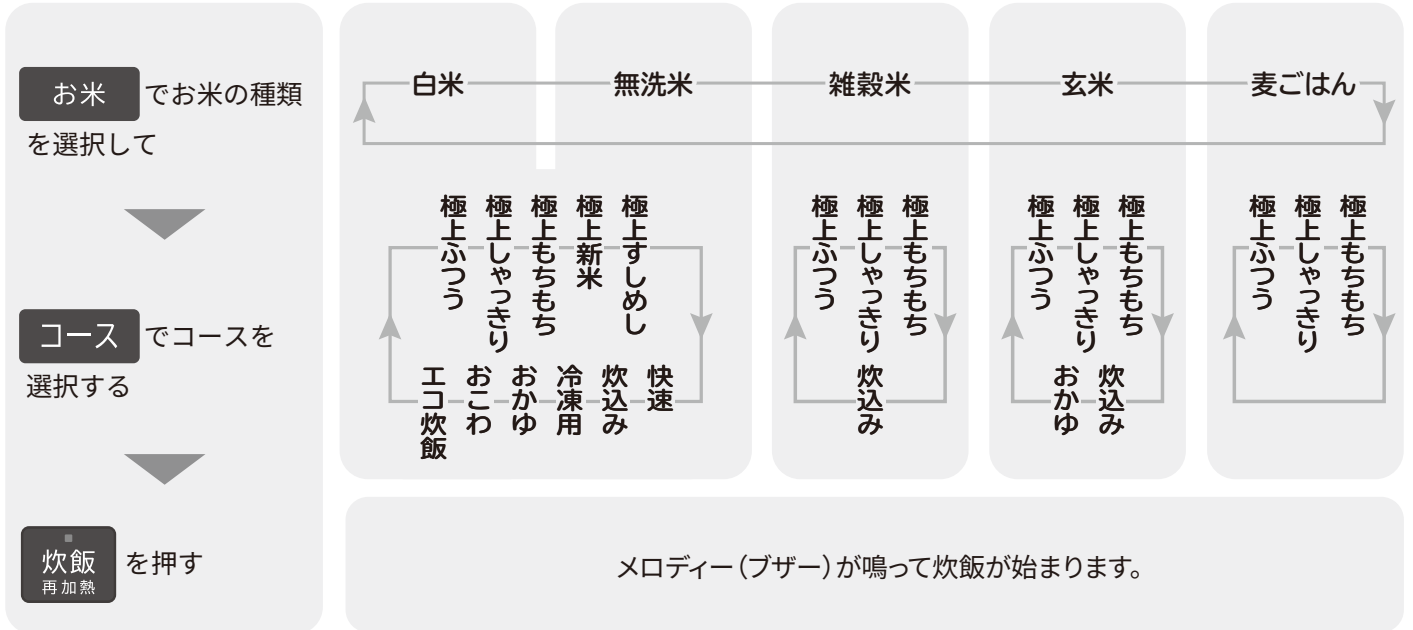 お米 でお米の種類
を選択して
コース でコースを
選択する
炊飯
再加熱
を押す
白米
無洗米
雑穀米
玄米
麦ごはん
極上ふつう
極上しゃっきり
極上もちもち
極上新米
極上すしめし
快速
炊込み
冷凍用
おかゆ
おこわ
エコ炊飯
極上ふつう
極上しゃっきり
極上もちもち
炊込み
極上ふつう
極上しゃっきり
極上もちもち
炊込み
おかゆ
極上ふつう
極上しゃっきり
極上もちもち
メロディー（ブザー）が鳴って炊飯が始まります。